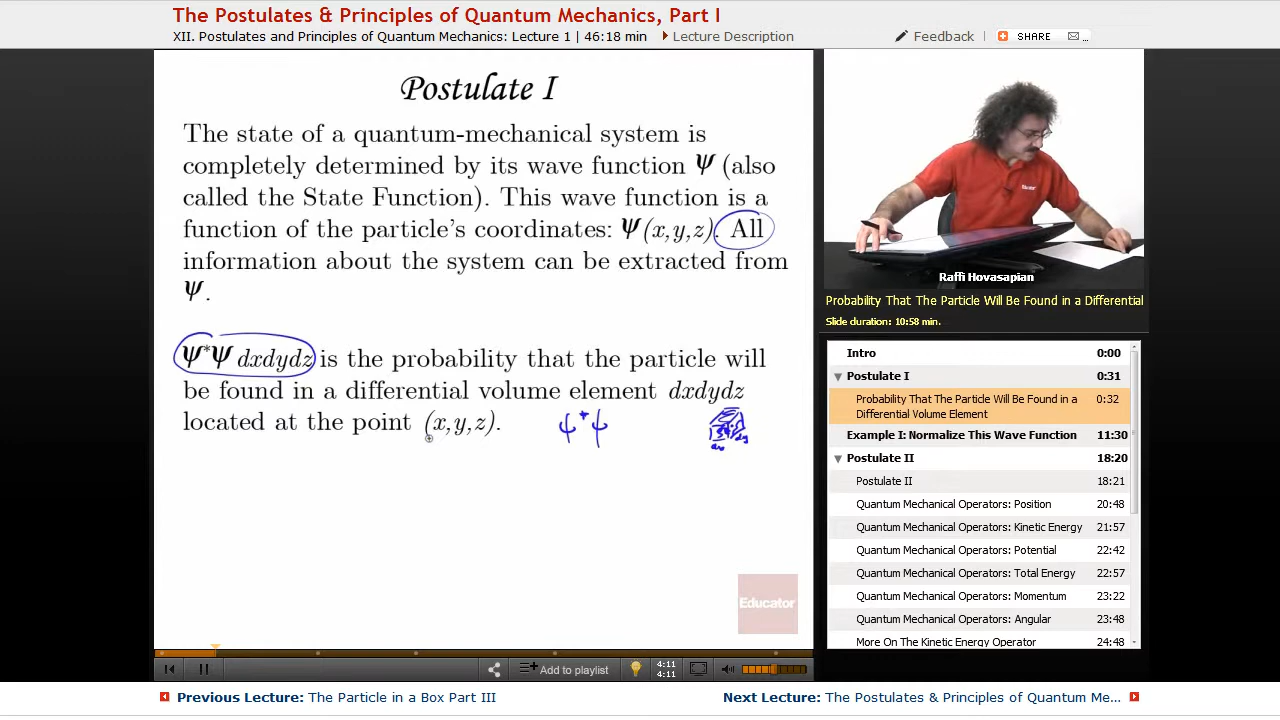 The Postulates & Principles of Quantum Mechanics, Part I
XII. Postulates and Principles of Quantum Mechanics: Lecture 1 | 46:18 min
Lecture Description
Feedback
SHARE
Postulate I
The state of a quantum-mechanical system is
completely determined by its wave function Ψ (also
called the State Function). This wave function is a
function of the particle's coordinates: Ψ(x,y,z). All
information about the system can be extracted from
Ψ.
Ψ*Ψ dxdydz is the probability that the particle will
be found in a differential volume element dxdydz
located at the point (x,y,z).
ψ*ψ
Educator
Educator
Raffi Hovasapian
Probability That The Particle Will Be Found in a Differential
Slide duration: 10:58 min.
Intro 0:00
Postulate I 0:31
Probability That The Particle Will Be Found in a 0:32
Differential Volume Element
Example I: Normalize This Wave Function 11:30
Postulate II 18:20
Postulate II 18:21
Quantum Mechanical Operators: Position 20:48
Quantum Mechanical Operators: Kinetic Energy 21:57
Quantum Mechanical Operators: Potential 22:42
Quantum Mechanical Operators: Total Energy 22:57
Quantum Mechanical Operators: Momentum 23:22
Quantum Mechanical Operators: Angular 23:48
More On The Kinetic Energy Operator 24:48
Add to playlist
4:11
4:11
Previous Lecture: The Particle in a Box Part III
Next Lecture: The Postulates & Principles of Quantum Me...